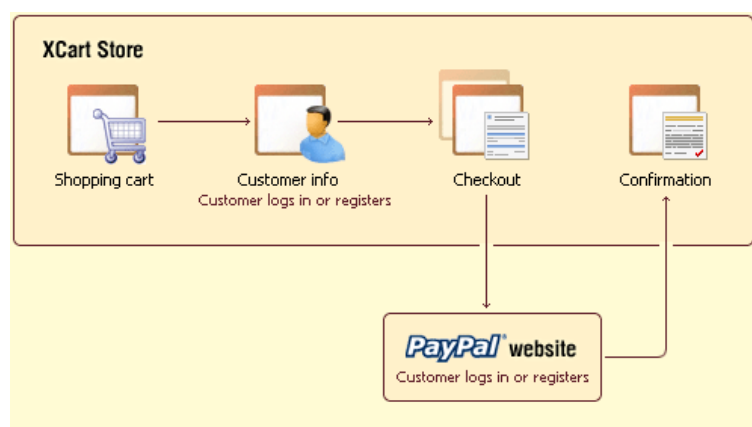 XCart Store
Shopping cart
Customer info
Checkout
Confirmation
Customer logs in or registers
PayPal website
Customer logs in or registers